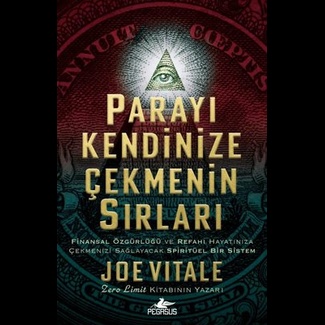 ANNUIT CŒPTIS
PARAYI
KENDİNİZE
ÇEKMENİN
SIRLARI
FİNANSAL ÖZGÜRLÜĞÜ VE REFAHI HAYATINIZA
ÇEKMENİZİ SAĞLAYACAK SPİRİTÜEL BİR SİSTEM
JOE VITALE
Zero Limit KİTABININ YAZARI
PEGASUS